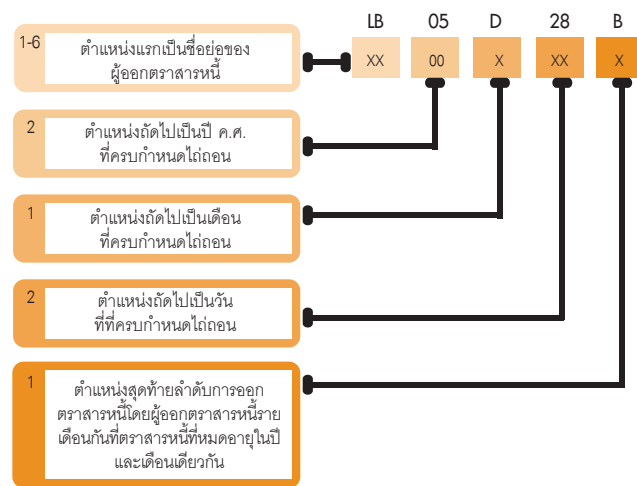 LB 05 D 28 B
XX 00 X XX X
1-6
ตำแหน่งแรกเป็นชื่อย่อของ
ผู้ออกตราสารหนี้
2
ตำแหน่งถัดไปเป็นปี ค.ศ.
ที่ครบกำหนดไถ่ถอน
1
ตำแหน่งถัดไปเป็นเดือน
ที่ครบกำหนดไถ่ถอน
2
ตำแหน่งถัดไปเป็นวัน
ที่ที่ครบกำหนดไถ่ถอน
1
ตำแหน่งสุดท้ายลำดับการออก
ตราสารหนี้โดยผู้ออกตราสารหนี้ราย
เดือนกันที่ตราสารหนี้ที่หมดอายุในปี
และเดือนเดียวกัน